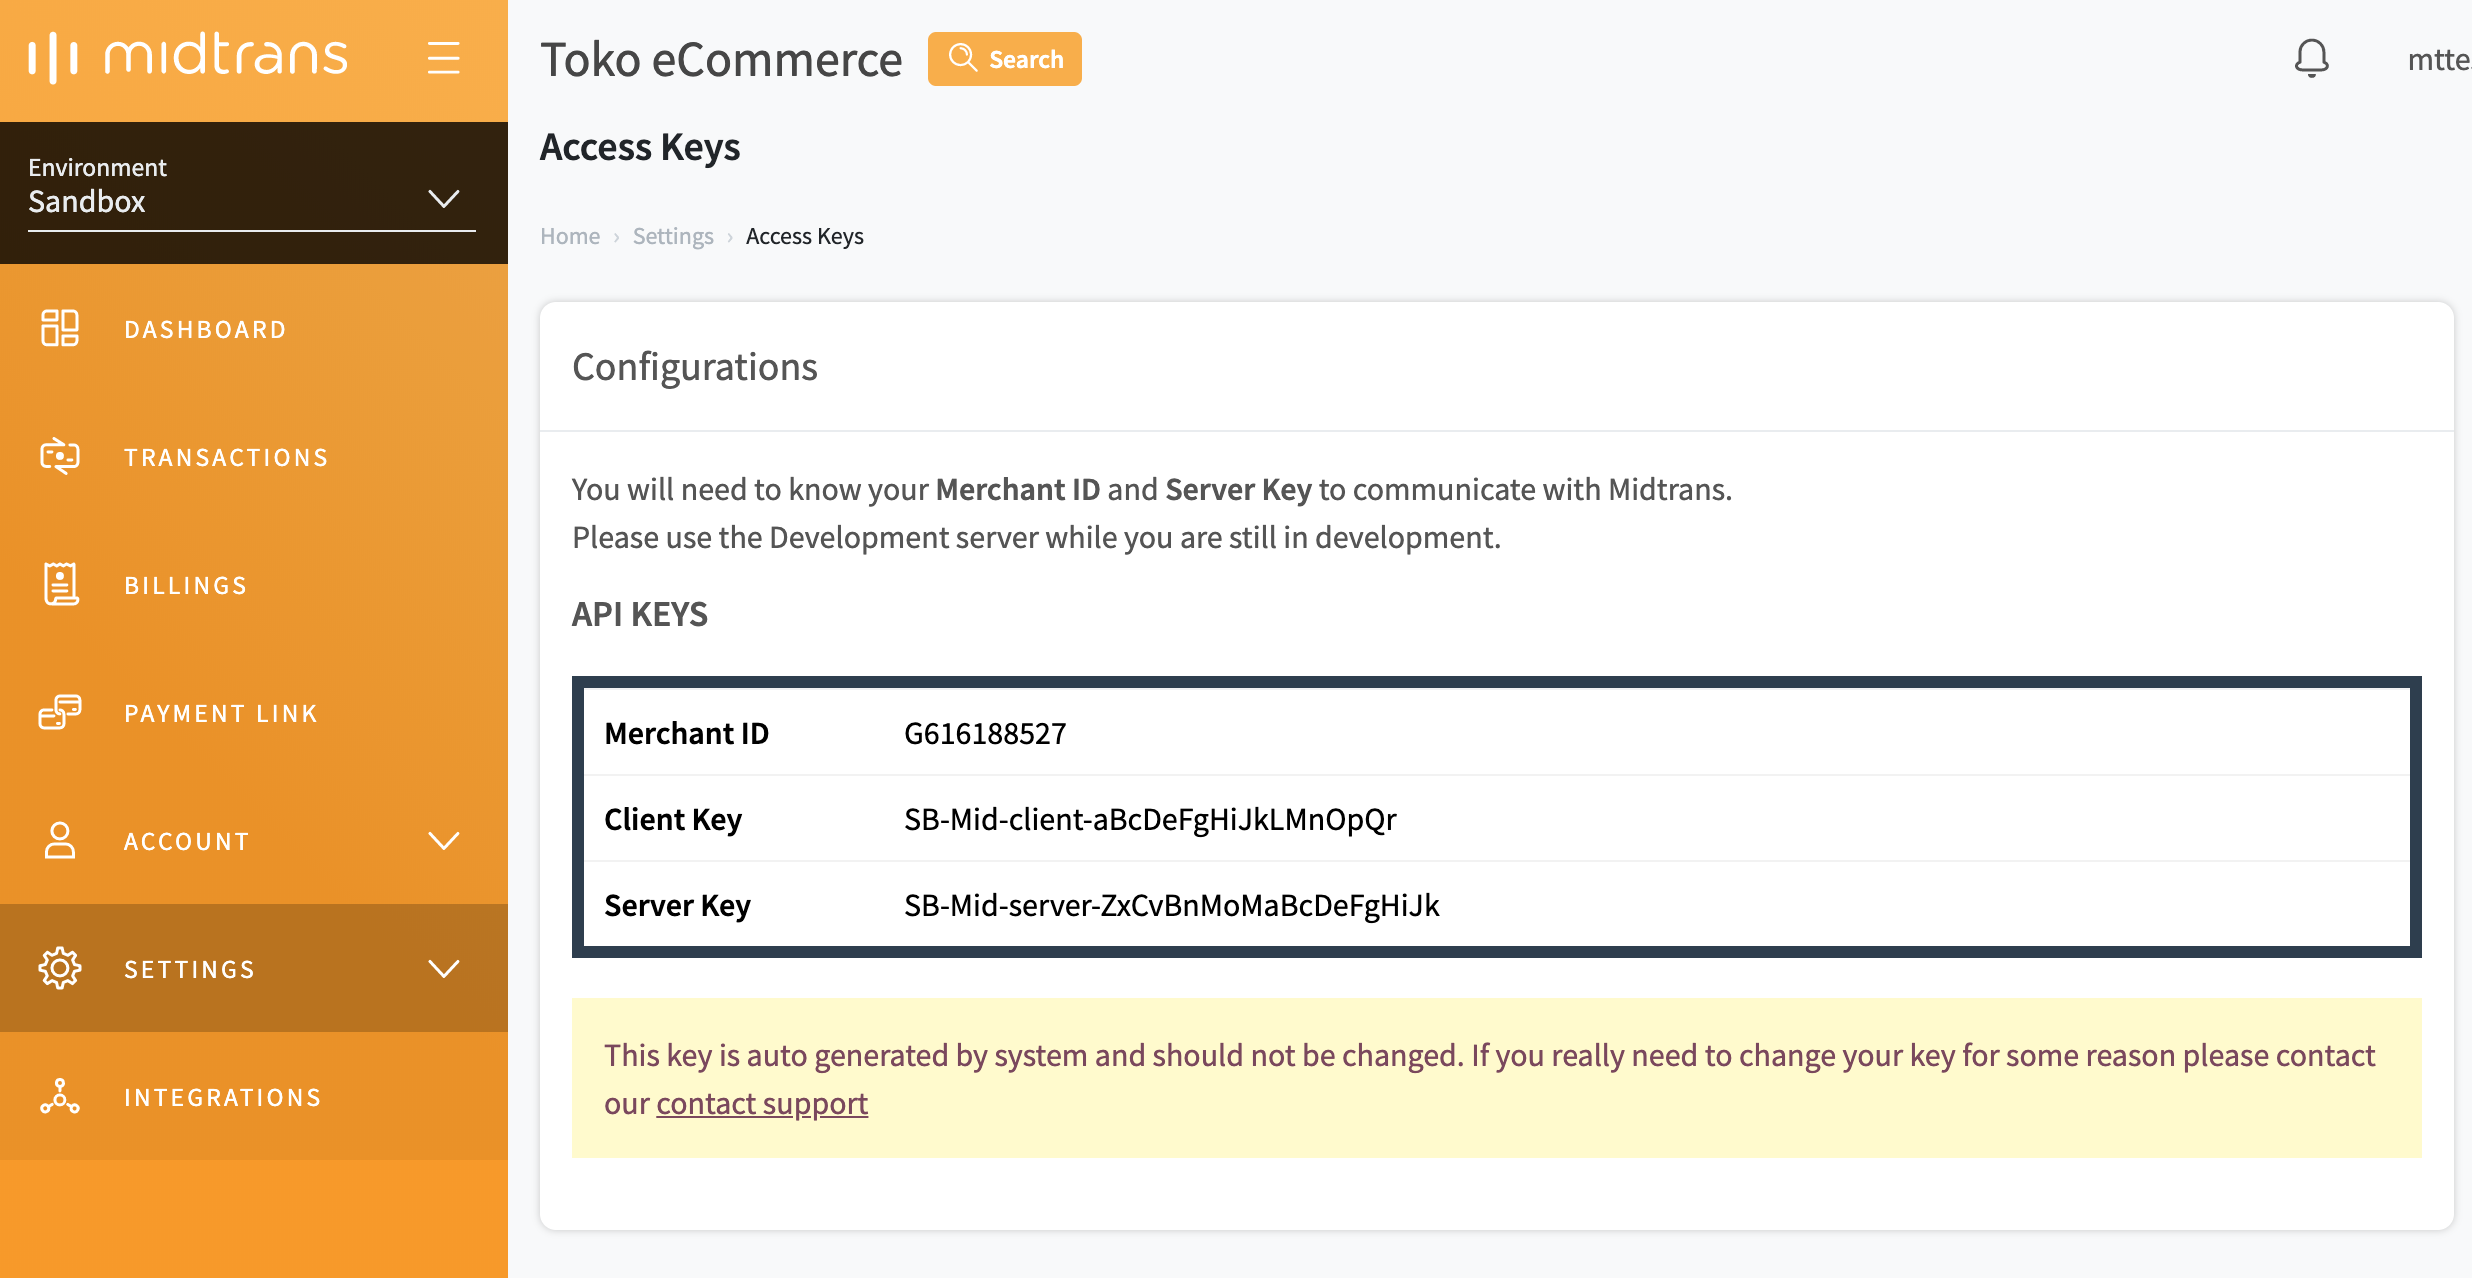 midtrans
Environment
Sandbox
DASHBOARD
TRANSACTIONS
BILLINGS
PAYMENT LINK
ACCOUNT
SETTINGS
INTEGRATIONS
Toko eCommerce
Search
mtte
Access Keys
Home › Settings › Access Keys
Configurations
You will need to know your Merchant ID and Server Key to communicate with Midtrans.
Please use the Development server while you are still in development.
API KEYS
Merchant ID G616188527
Client Key SB-Mid-client-aBcDeFgHiJkLMnOpQr
Server Key SB-Mid-server-ZxCvBnMoMaBcDeFgHiJk
This key is auto generated by system and should not be changed. If you really need to change your key for some reason please contact
our contact support